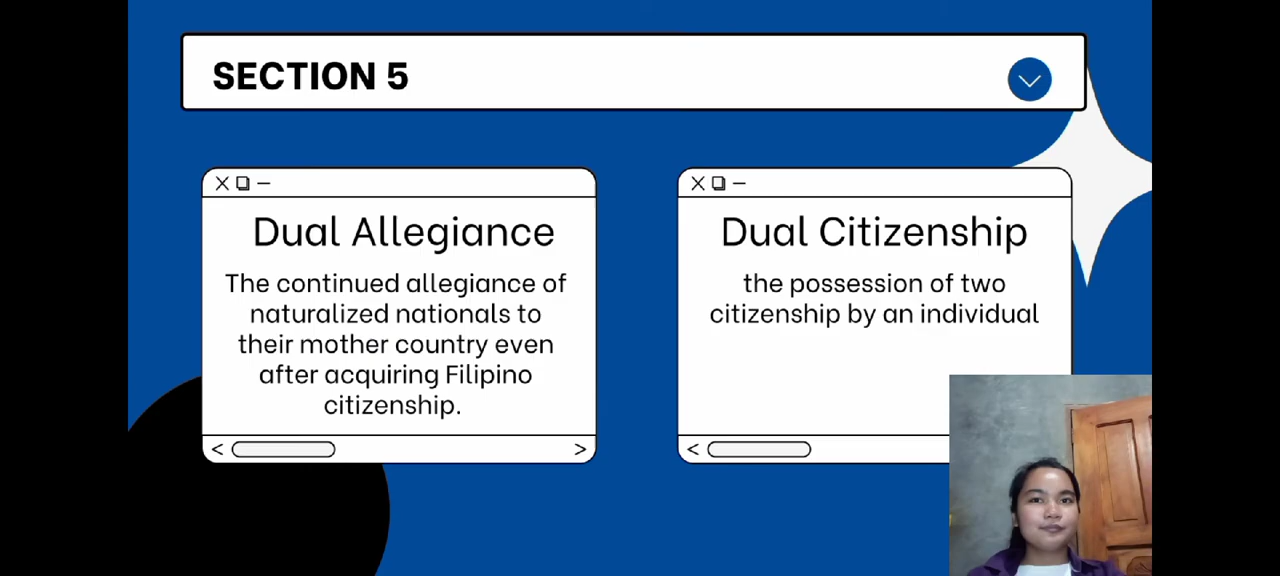 SECTION 5
Dual Allegiance
The continued allegiance of
naturalized nationals to
their mother country even
after acquiring Filipino
citizenship.
Dual Citizenship
the possession of two
citizenship by an individual